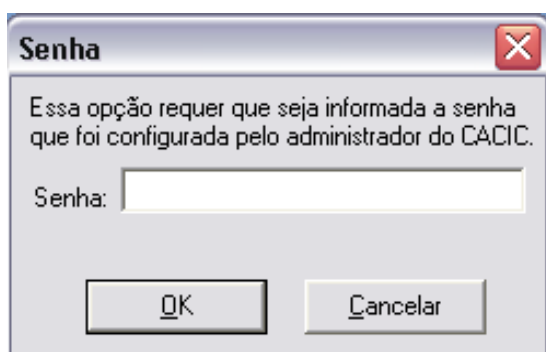 Senha
Essa opção requer que seja informada a senha
que foi configurada pelo administrador do CACIC.
Senha:
OK Cancelar